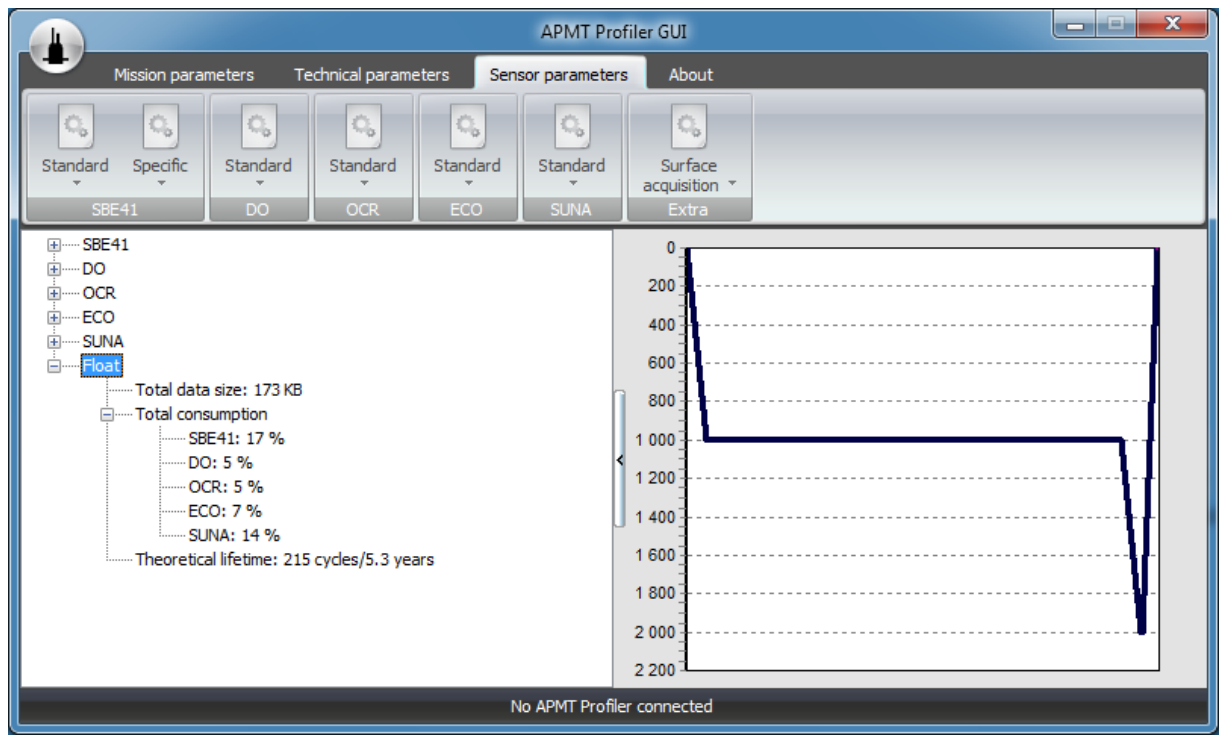 APMT Profiler GUI
Mission parameters Technical parameters Sensor parameters About
Standard Specific Standard Standard Standard Standard Surface
acquisition
SBE41 DO OCR ECO SUNA Extra
SBE41
DO
OCR
ECO
SUNA
Float
Total data size: 173 KB
Total consumption
SBE41: 17 %
DO: 5 %
OCR: 5 %
ECO: 7 %
SUNA: 14 %
Theoretical lifetime: 215 cycles/5.3 years
0
200
400
600
800
1 000
1 200
1 400
1 600
1 800
2 000
2 200
No APMT Profiler connected